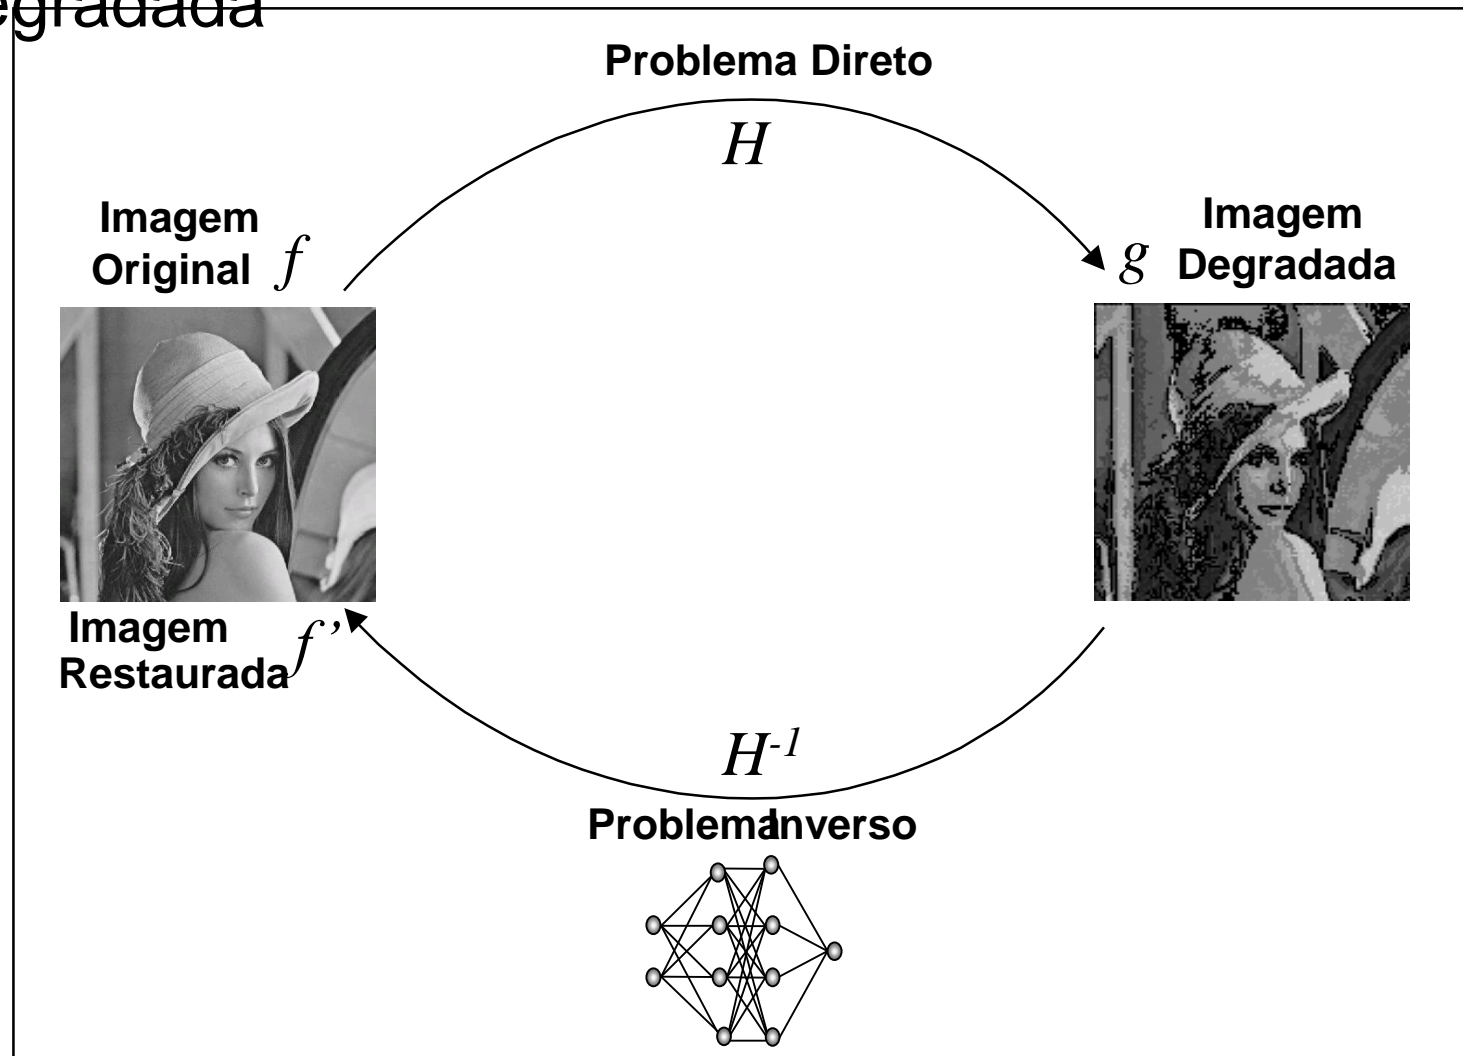 egradada
Problema Direto
H
Imagem
Original f
g
Imagem
Degradada
Imagem
Restaurada f’
H-1
Problema Inverso